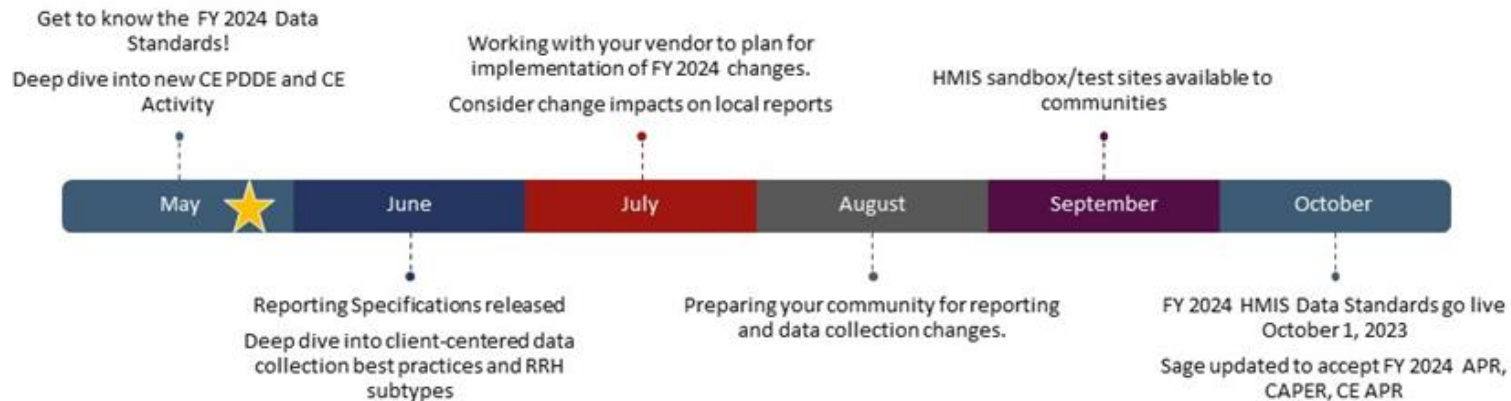 Get to know the FY 2024 Data
Standards!
Deep dive into new CE PDDE and CE
Activity
Working with your vendor to plan for
implementation of FY 2024 changes.
Consider change impacts on local reports
HMIS sandbox/test sites available to
communities
May
June
July
August
September
October
Reporting Specifications released
Deep dive into client-centered data
collection best practices and RRH
subtypes
Preparing your community for reporting
and data collection changes.
FY 2024 HMIS Data Standards go live
October 1, 2023
Sage updated to accept FY 2024 APR,
CAPER, CE APR